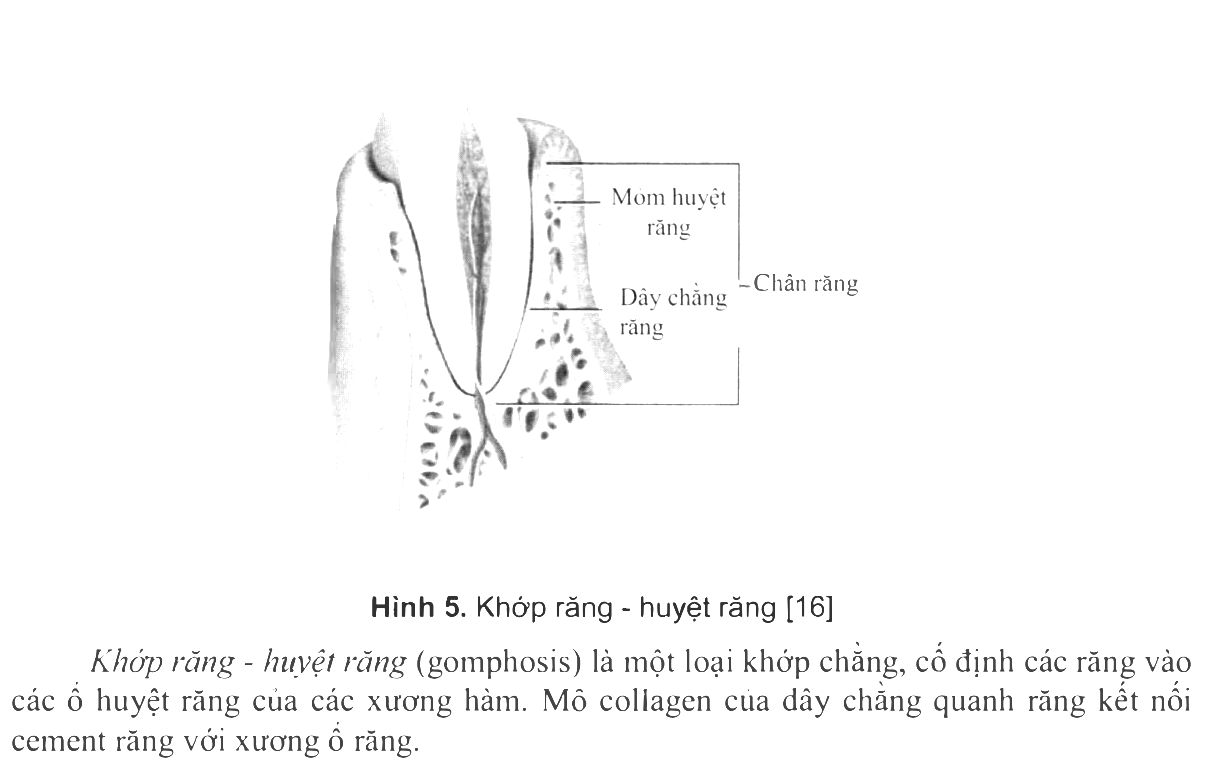 Mỏm huyệt
răng
Dây chằng
răng
Chân răng
Hình 5. Khớp răng - huyệt răng [16]
Khớp răng - huyệt răng (gomphosis) là một loại khớp chằng, cố định các răng vào
các ổ huyệt răng của các xương hàm. Mô collagen của dây chằng quanh răng kết nối
cement răng với xương ổ răng.